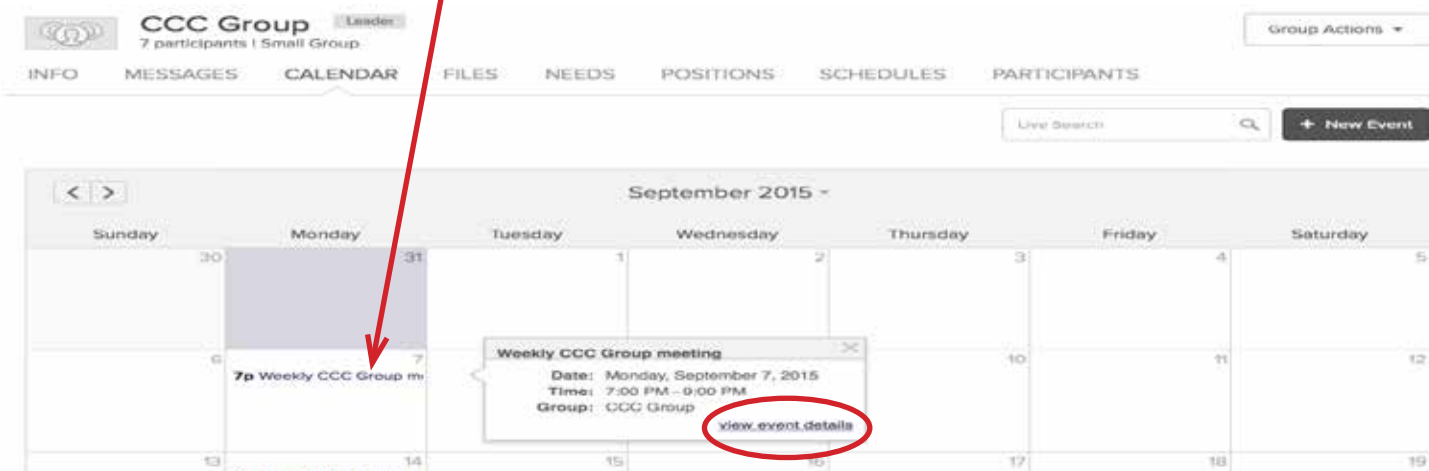 CCC Group Leader
7 participants | Small Group
Group Actions
INFO MESSAGES CALENDAR FILES NEEDS POSITIONS SCHEDULES PARTICIPANTS
Live Search + New Event
< > September 2015
Sunday Monday Tuesday Wednesday Thursday Friday Saturday
30 31 1 2 3 4 5
6 7 10 11 12
7p Weekly CCC Group m
Weekly CCC Group meeting
Date: Monday, September 7, 2015
Time: 7:00 PM - 9:00 PM
Group: CCC Group
view event details
13 14 15 16 17 18 19